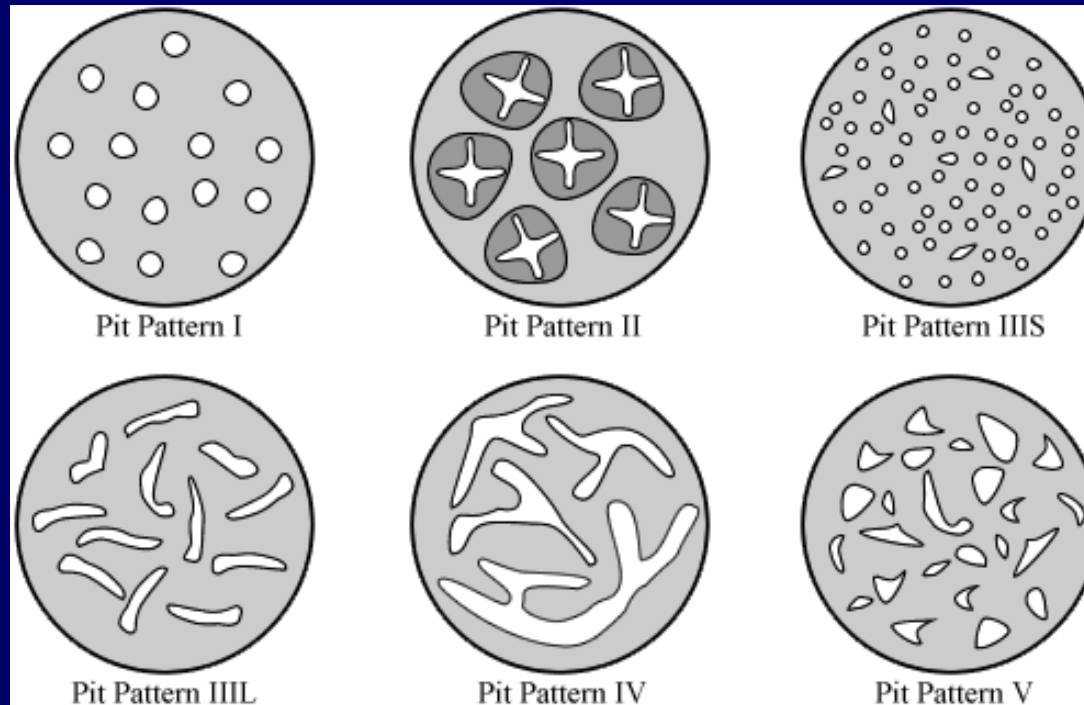 Pit Pattern I
Pit Pattern II
Pit Pattern IIIS
Pit Pattern IIIL
Pit Pattern IV
Pit Pattern V